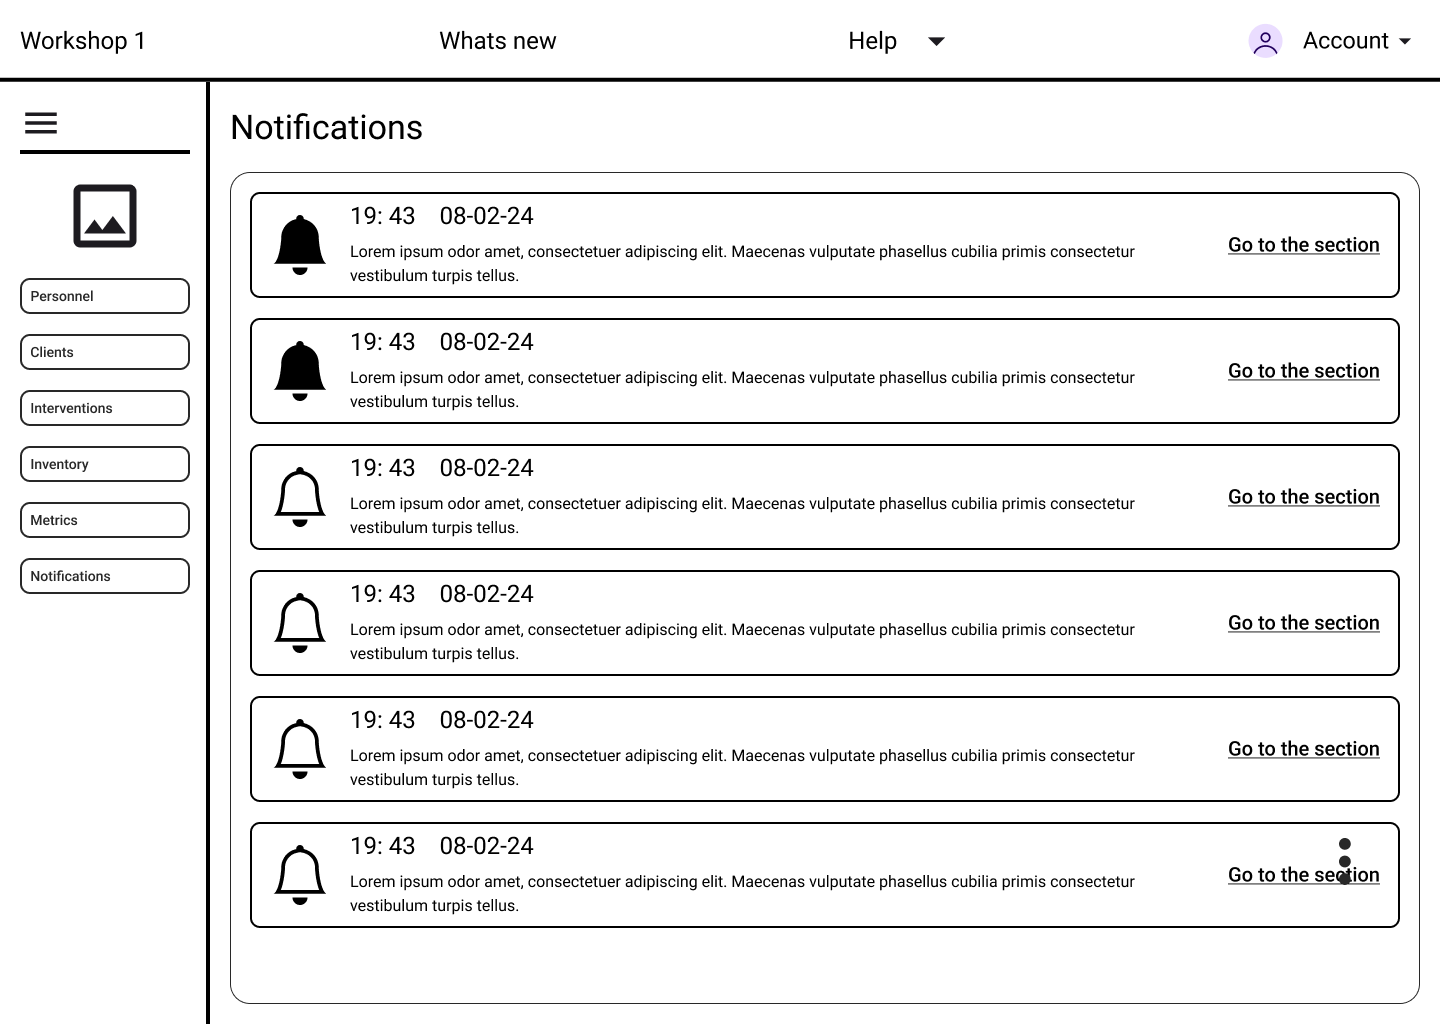 Workshop 1
Whats new
Help
Account
Notifications
Personnel
Clients
Interventions
Inventory
Metrics
Notifications
19: 43 08-02-24
Lorem ipsum odor amet, consectetuer adipiscing elit. Maecenas vulputate phasellus cubilia primis consectetur
vestibulum turpis tellus.
Go to the section
19: 43 08-02-24
Lorem ipsum odor amet, consectetuer adipiscing elit. Maecenas vulputate phasellus cubilia primis consectetur
vestibulum turpis tellus.
Go to the section
19: 43 08-02-24
Lorem ipsum odor amet, consectetuer adipiscing elit. Maecenas vulputate phasellus cubilia primis consectetur
vestibulum turpis tellus.
Go to the section
19: 43 08-02-24
Lorem ipsum odor amet, consectetuer adipiscing elit. Maecenas vulputate phasellus cubilia primis consectetur
vestibulum turpis tellus.
Go to the section
19: 43 08-02-24
Lorem ipsum odor amet, consectetuer adipiscing elit. Maecenas vulputate phasellus cubilia primis consectetur
vestibulum turpis tellus.
Go to the section
19: 43 08-02-24
Lorem ipsum odor amet, consectetuer adipiscing elit. Maecenas vulputate phasellus cubilia primis consectetur
vestibulum turpis tellus.
Go to the section